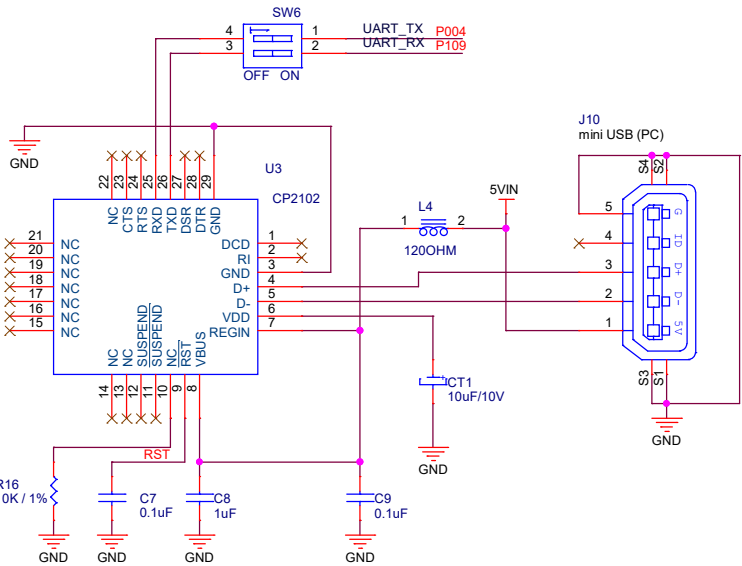 SW6
4
3
1
2
UART_TX P004
UART_RX P109
OFF ON
GND
J10
mini USB (PC)
U3
CP2102
22
23
24
25
26
27
28
29
NC
CTS
RTS
RXD
TXD
DSR
DTR
GND
21 NC
20 NC
19 NC
18 NC
17 NC
16 NC
15 NC
DCD 1
RI 2
GND 3
D+ 4
D- 5
VDD 6
REGIN 7
NC
NC
SUSPEND
SUSPEND
NC
RST
VBUS
14
13
12
11
10
9
8
5VIN
L4
1 2
120OHM
S4
S2
5 G
4 ID
3 D+
2 D-
1 5V
S3
S1
GND
CT1
10uF/10V
GND
RST
R16
0K / 1%
C7
0.1uF
C8
1uF
C9
0.1uF
GND
GND
GND
GND